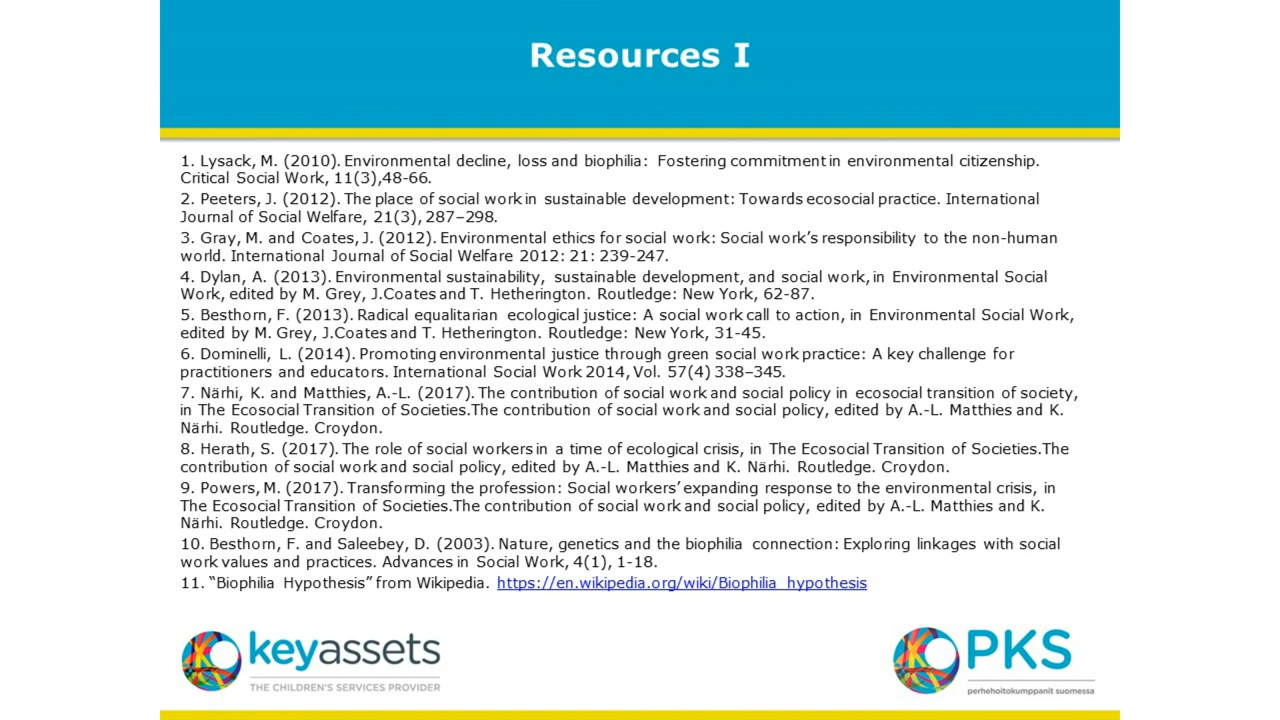 Resources I
1. Lysack, M. (2010). Environmental decline, loss and biophilia: Fostering commitment in environmental citizenship.
Critical Social Work, 11(3),48-66.
2. Peeters, J. (2012). The place of social work in sustainable development: Towards ecosocial practice. International
Journal of Social Welfare, 21(3), 287–298.
3. Gray, M. and Coates, J. (2012). Environmental ethics for social work: Social work’s responsibility to the non-human
world. International Journal of Social Welfare 2012: 21: 239-247.
4. Dylan, A. (2013). Environmental sustainability, sustainable development, and social work, in Environmental Social
Work, edited by M. Grey, J.Coates and T. Hetherington. Routledge: New York, 62-87.
5. Besthorn, F. (2013). Radical equalitarian ecological justice: A social work call to action, in Environmental Social Work,
edited by M. Grey, J.Coates and T. Hetherington. Routledge: New York, 31-45.
6. Dominelli, L. (2014). Promoting environmental justice through green social work practice: A key challenge for
practitioners and educators. International Social Work 2014, Vol. 57(4) 338–345.
7. Närhi, K. and Matthies, A.-L. (2017). The contribution of social work and social policy in ecosocial transition of society,
in The Ecosocial Transition of Societies.The contribution of social work and social policy, edited by A.-L. Matthies and K.
Närhi. Routledge. Croydon.
8. Herath, S. (2017). The role of social workers in a time of ecological crisis, in The Ecosocial Transition of Societies.The
contribution of social work and social policy, edited by A.-L. Matthies and K. Närhi. Routledge. Croydon.
9. Powers, M. (2017). Transforming the profession: Social workers’ expanding response to the environmental crisis, in
The Ecosocial Transition of Societies.The contribution of social work and social policy, edited by A.-L. Matthies and K.
Närhi. Routledge. Croydon.
10. Besthorn, F. and Saleebey, D. (2003). Nature, genetics and the biophilia connection: Exploring linkages with social
work values and practices. Advances in Social Work, 4(1), 1-18.
11. “Biophilia Hypothesis” from Wikipedia. https://en.wikipedia.org/wiki/Biophilia_hypothesis
keyassets
THE CHILDREN'S SERVICES PROVIDER
PKS
perhehoitokumppanit suomessa